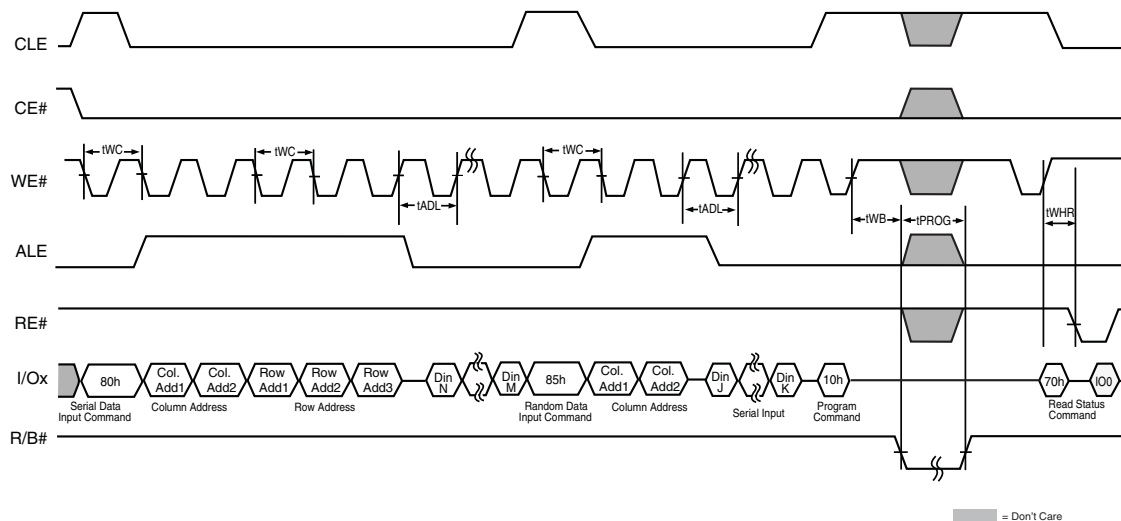 CLE
CE#
tWC
tWC
tWC
WE#
tADL
tADL
tWB
tPROG
tWHR
ALE
RE#
I/Ox
80h
Col.
Add1
Col.
Add2
Row
Add1
Row
Add2
Row
Add3
Din
N
Din
M
85h
Col.
Add1
Col.
Add2
Din
J
Din
K
10h
70h
IO0
Serial Data
Input Command
Column Address
Row Address
Random Data
Input Command
Column Address
Serial Input
Program
Command
Read Status
Command
R/B#
= Don't Care